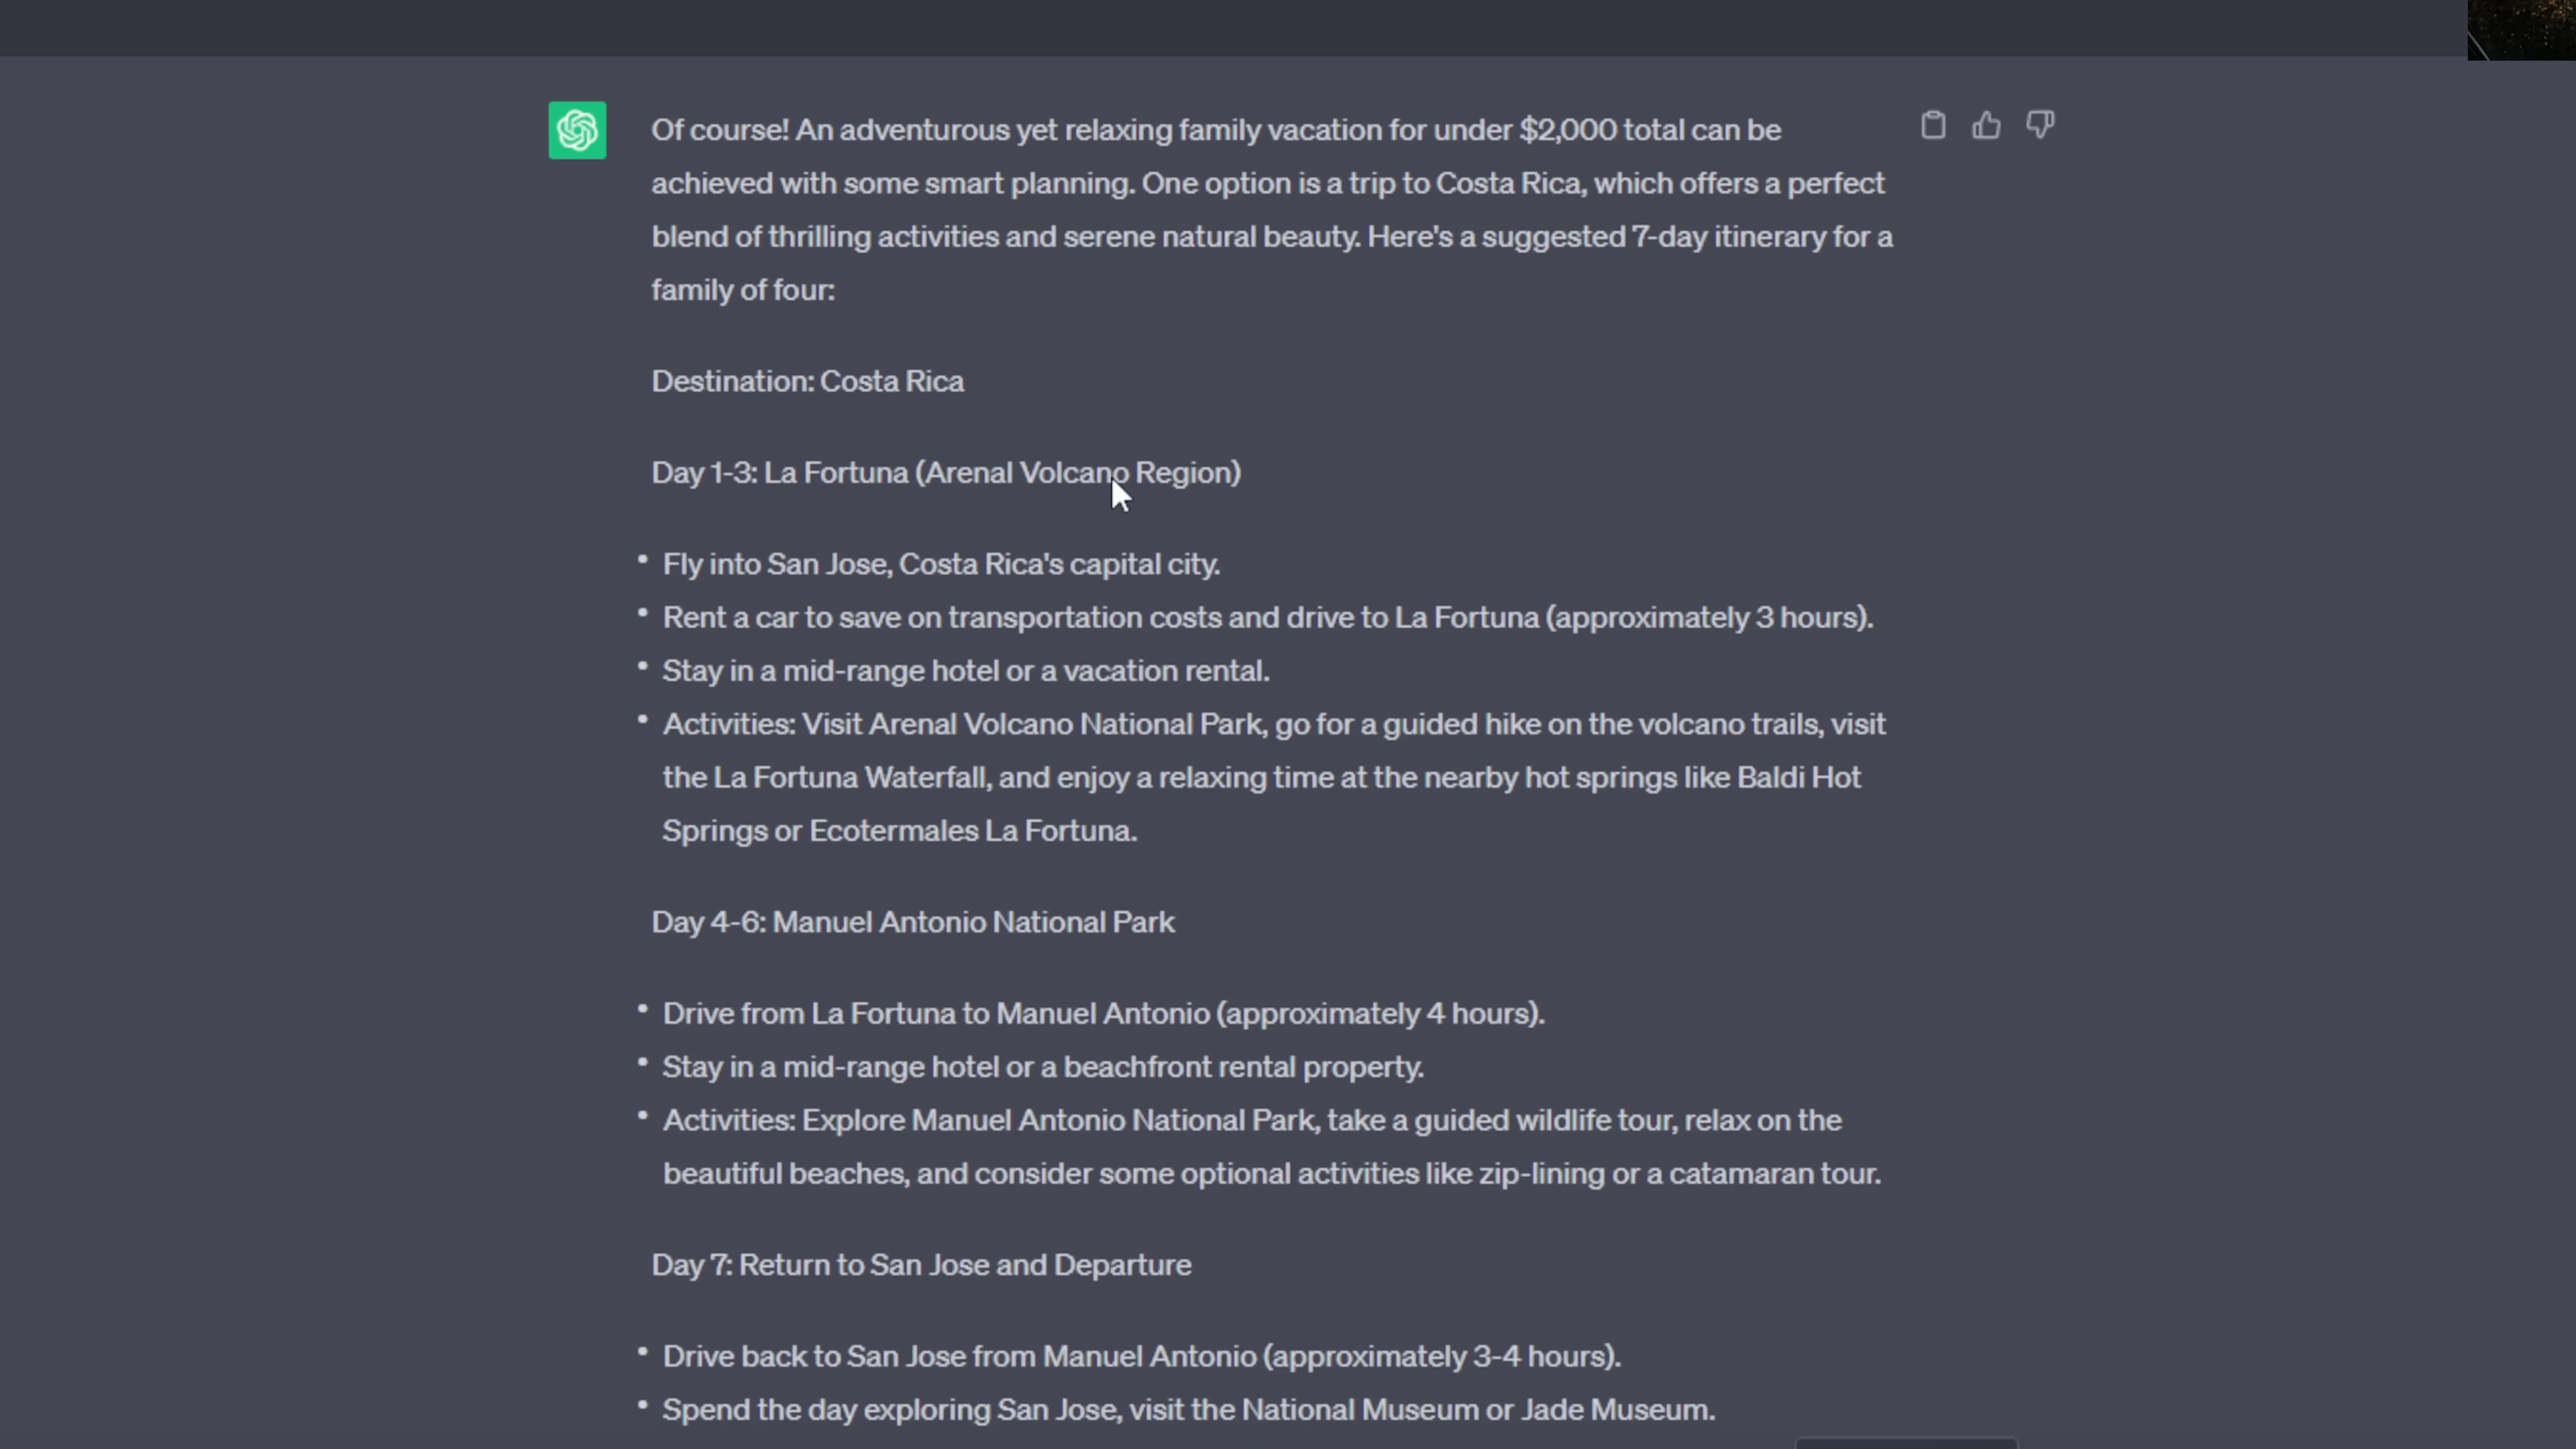 Of course! An adventurous yet relaxing family vacation for under $2,000 total can be
achieved with some smart planning. One option is a trip to Costa Rica, which offers a perfect
blend of thrilling activities and serene natural beauty. Here's a suggested 7-day itinerary for a
family of four:
Destination: Costa Rica
Day 1-3: La Fortuna (Arenal Volcano Region)
• Fly into San Jose, Costa Rica's capital city.
• Rent a car to save on transportation costs and drive to La Fortuna (approximately 3 hours).
• Stay in a mid-range hotel or a vacation rental.
• Activities: Visit Arenal Volcano National Park, go for a guided hike on the volcano trails, visit
the La Fortuna Waterfall, and enjoy a relaxing time at the nearby hot springs like Baldi Hot
Springs or Ecotermales La Fortuna.
Day 4-6: Manuel Antonio National Park
• Drive from La Fortuna to Manuel Antonio (approximately 4 hours).
• Stay in a mid-range hotel or a beachfront rental property.
• Activities: Explore Manuel Antonio National Park, take a guided wildlife tour, relax on the
beautiful beaches, and consider some optional activities like zip-lining or a catamaran tour.
Day 7: Return to San Jose and Departure
• Drive back to San Jose from Manuel Antonio (approximately 3-4 hours).
• Spend the day exploring San Jose, visit the National Museum or Jade Museum.